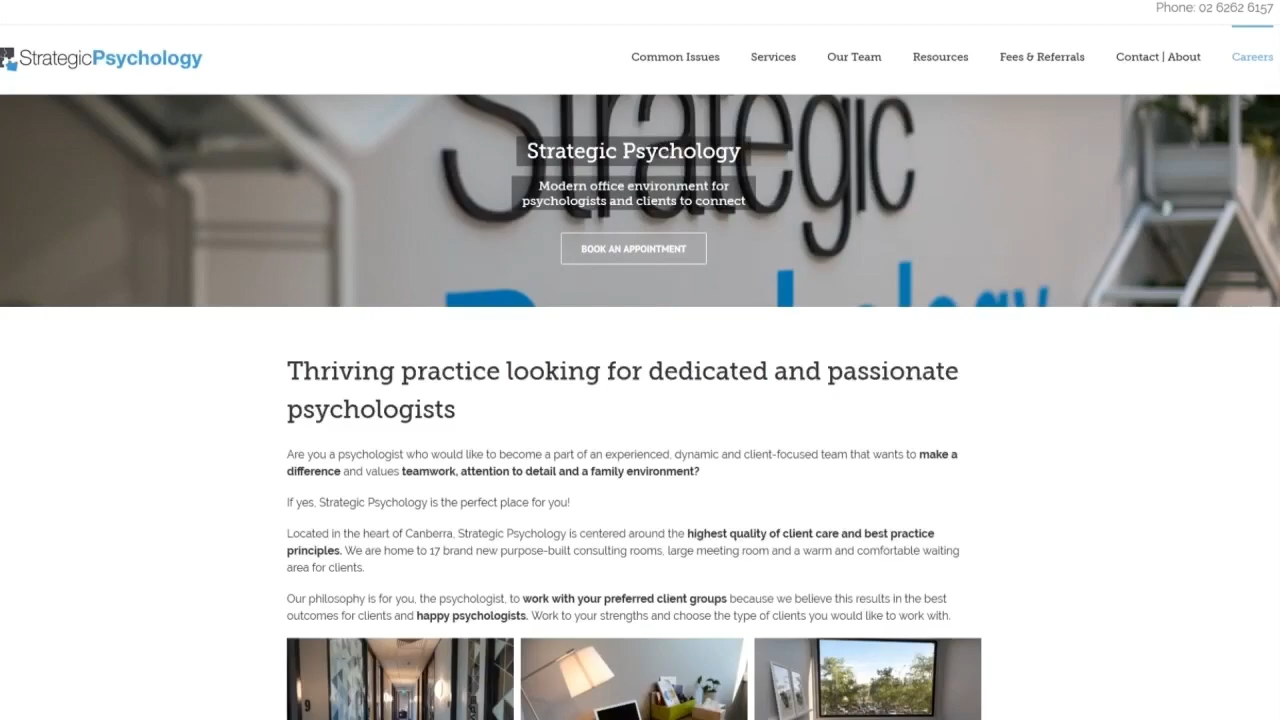 Phone: 02 6262 6157
StrategicPsychology
Common Issues Services Our Team Resources Fees & Referrals Contact | About Careers
Strategic
Strategic Psychology
Modern office environment for
psychologists and clients to connect
BOOK AN APPOINTMENT
Psychology
Thriving practice looking for dedicated and passionate
psychologists
Are you a psychologist who would like to become a part of an experienced, dynamic and client-focused team that wants to make a
difference and values teamwork, attention to detail and a family environment?
If yes, Strategic Psychology is the perfect place for you!
Located in the heart of Canberra, Strategic Psychology is centered around the highest quality of client care and best practice
principles. We are home to 17 brand new purpose-built consulting rooms, large meeting room and a warm and comfortable waiting
area for clients.
Our philosophy is for you, the psychologist, to work with your preferred client groups because we believe this results in the best
outcomes for clients and happy psychologists. Work to your strengths and choose the type of clients you would like to work with.
9